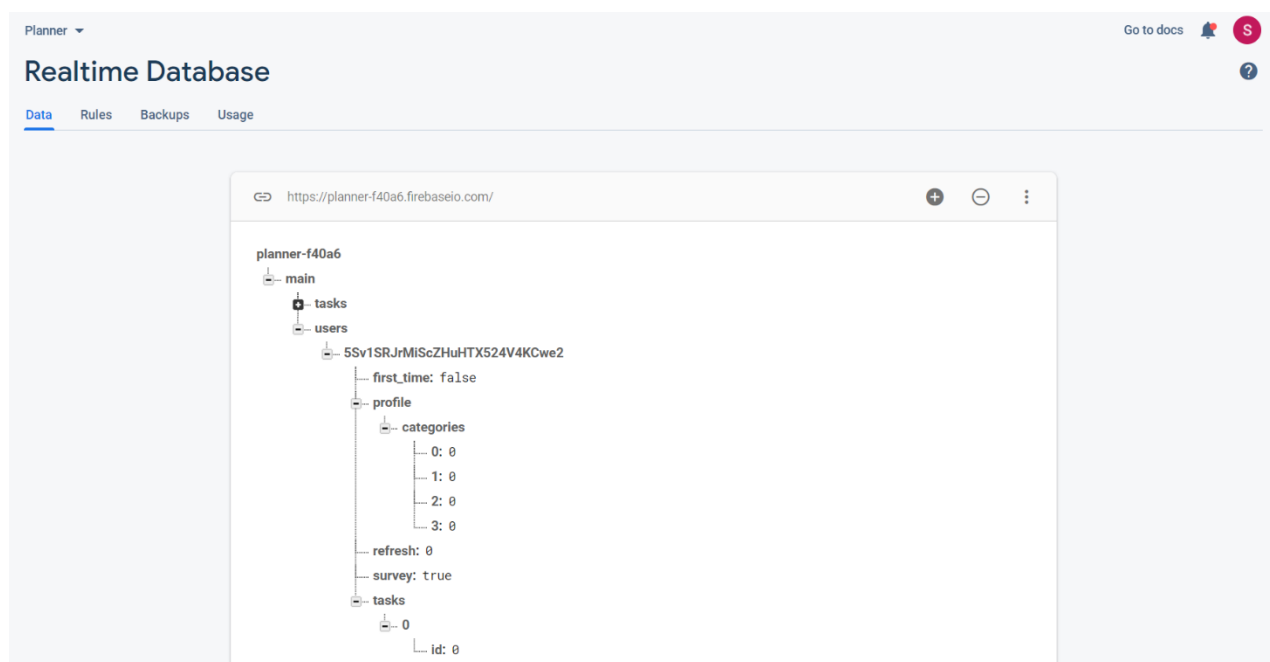 Planner
Go to docs
S
Realtime Database
?
Data Rules Backups Usage
https://planner-f40a6.firebaseio.com/
planner-f40a6
main
tasks
users
5Sv1SRJrMiScZHuHTX524V4KCwe2
first_time: false
profile
categories
0: 0
1: 0
2: 0
3: 0
refresh: 0
survey: true
tasks
0
id: 0